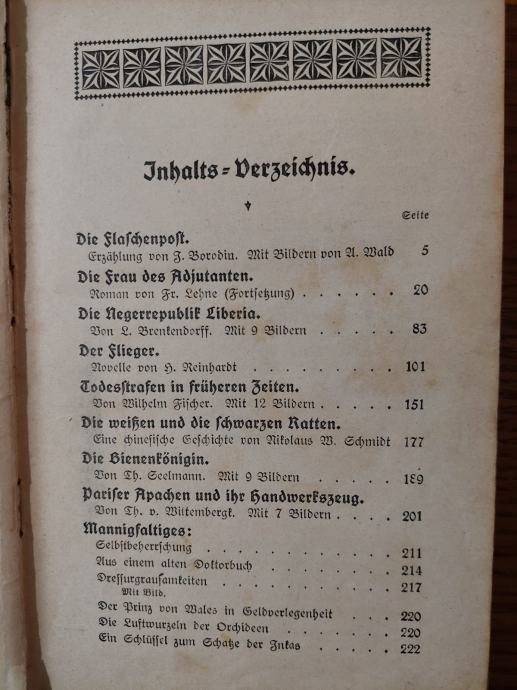 Inhalts-Verzeichnis.
Seite
Die Flaschenpost.
Erzählung von J. Borodin. Mit Bildern von A. Wald 5
Die Frau des Adjutanten.
Roman von Fr. Lehne (Fortsetzung) . . . . . . 20
Die Negerrepublik Liberia.
Von L. Brenkendorff. Mit 9 Bildern . . . . . 83
Der Flieger.
Novelle von H. Reinhardt . . . . . . . . . 101
Todesstrafen in früheren Zeiten.
Von Wilhelm Fischer. Mit 12 Bildern . . . . . 151
Die weißen und die schwarzen Ratten.
Eine chinesische Geschichte von Nikolaus W. Schmidt 177
Die Bienenkönigin.
Von Th. Seelmann. Mit 9 Bildern . . . . . 189
Pariser Apachen und ihr Handwerkszeug.
Von Th. v. Wittembergk. Mit 7 Bildern . . . . 201
Mannigfaltiges:
Selbstbeherrschung . . . . . . . . . . . 211
Aus einem alten Doktorbuch . . . . . . . . 214
Dressurgrausamkeiten . . . . . . . . . . 217
Mit Bild.
Der Prinz von Wales in Geldverlegenheit . . . 220
Die Luftwurzeln der Orchideen . . . . . . . 220
Ein Schlüssel zum Schatze der Inkas . . . . . 222